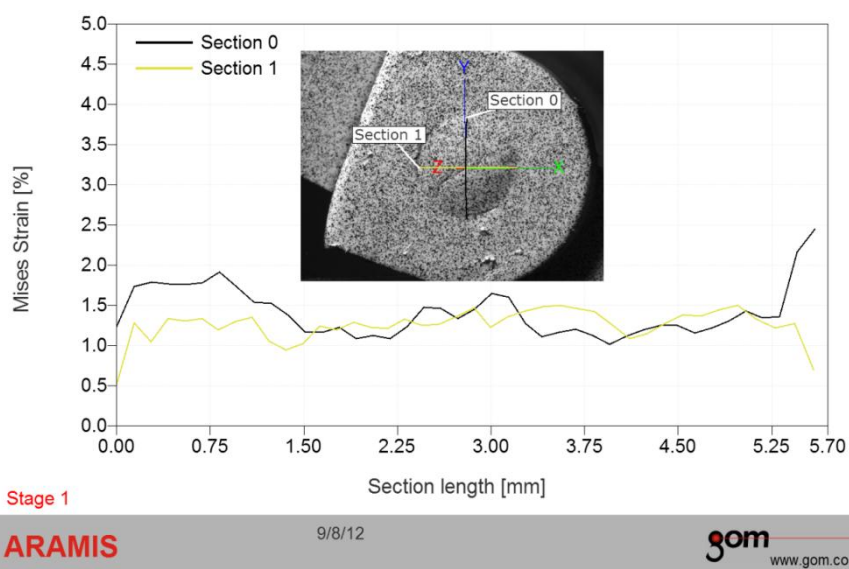 5.0
4.5
4.0
3.5
3.0
2.5
2.0
1.5
1.0
0.5
0.0
Mises Strain [%]
Section 0
Section 1
Y
Section 0
Section 1
Z
X
0.00 0.75 1.50 2.25 3.00 3.75 4.50 5.25 5.70
Section length [mm]
Stage 1
ARAMIS
9/8/12
gom
www.gom.co